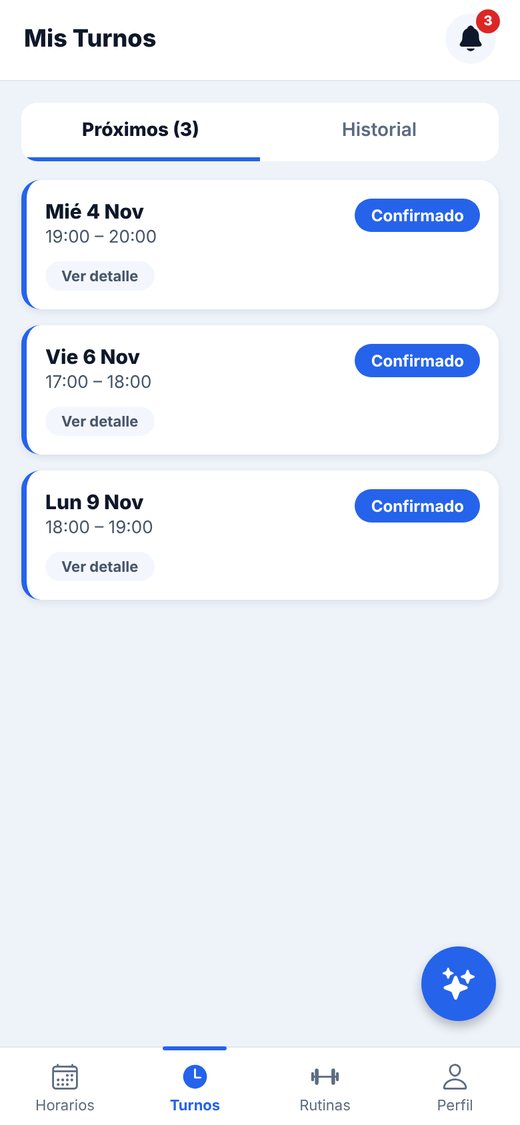 Mis Turnos
3
Próximos (3)
Historial
Mié 4 Nov
Confirmado
19:00 – 20:00
Ver detalle
Vie 6 Nov
Confirmado
17:00 – 18:00
Ver detalle
Lun 9 Nov
Confirmado
18:00 – 19:00
Ver detalle
Horarios
Turnos
Rutinas
Perfil